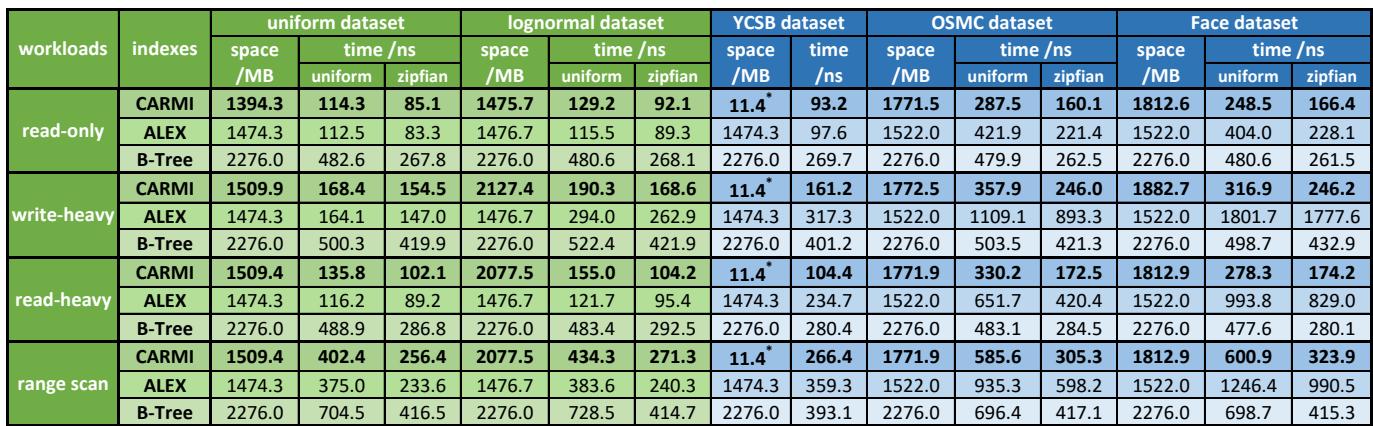 workloads indexes uniform dataset lognormal dataset YCSB dataset OSMC dataset Face dataset
space /MB time /ns space /MB time /ns space /MB time /ns space /MB time /ns space /MB time /ns
uniform zipfian uniform zipfian uniform zipfian uniform zipfian
read-only CARMI 1394.3 114.3 85.1 1475.7 129.2 92.1 11.4* 93.2 1771.5 287.5 160.1 1812.6 248.5 166.4
ALEX 1474.3 112.5 83.3 1476.7 115.5 89.3 1474.3 97.6 1522.0 421.9 221.4 1522.0 404.0 228.1
B-Tree 2276.0 482.6 267.8 2276.0 480.6 268.1 2276.0 269.7 2276.0 479.9 262.5 2276.0 480.6 261.5
write-heavy CARMI 1509.9 168.4 154.5 2127.4 190.3 168.6 11.4* 161.2 1772.5 357.9 246.0 1882.7 316.9 246.2
ALEX 1474.3 164.1 147.0 1476.7 294.0 262.9 1474.3 317.3 1522.0 1109.1 893.3 1522.0 1801.7 1777.6
B-Tree 2276.0 500.3 419.9 2276.0 522.4 421.9 2276.0 401.2 2276.0 503.5 421.3 2276.0 498.7 432.9
read-heavy CARMI 1509.4 135.8 102.1 2077.5 155.0 104.2 11.4* 104.4 1771.9 330.2 172.5 1812.9 278.3 174.2
ALEX 1474.3 116.2 89.2 1476.7 121.7 95.4 1474.3 234.7 1522.0 651.7 420.4 1522.0 993.8 829.0
B-Tree 2276.0 488.9 286.8 2276.0 483.4 292.5 2276.0 280.4 2276.0 483.1 284.5 2276.0 477.6 280.1
range scan CARMI 1509.4 402.4 256.4 2077.5 434.3 271.3 11.4* 266.4 1771.9 585.6 305.3 1812.9 600.9 323.9
ALEX 1474.3 375.0 233.6 1476.7 383.6 240.3 1474.3 359.3 1522.0 935.3 598.2 1522.0 1246.4 990.5
B-Tree 2276.0 704.5 416.5 2276.0 728.5 414.7 2276.0 393.1 2276.0 696.4 417.1 2276.0 698.7 415.3